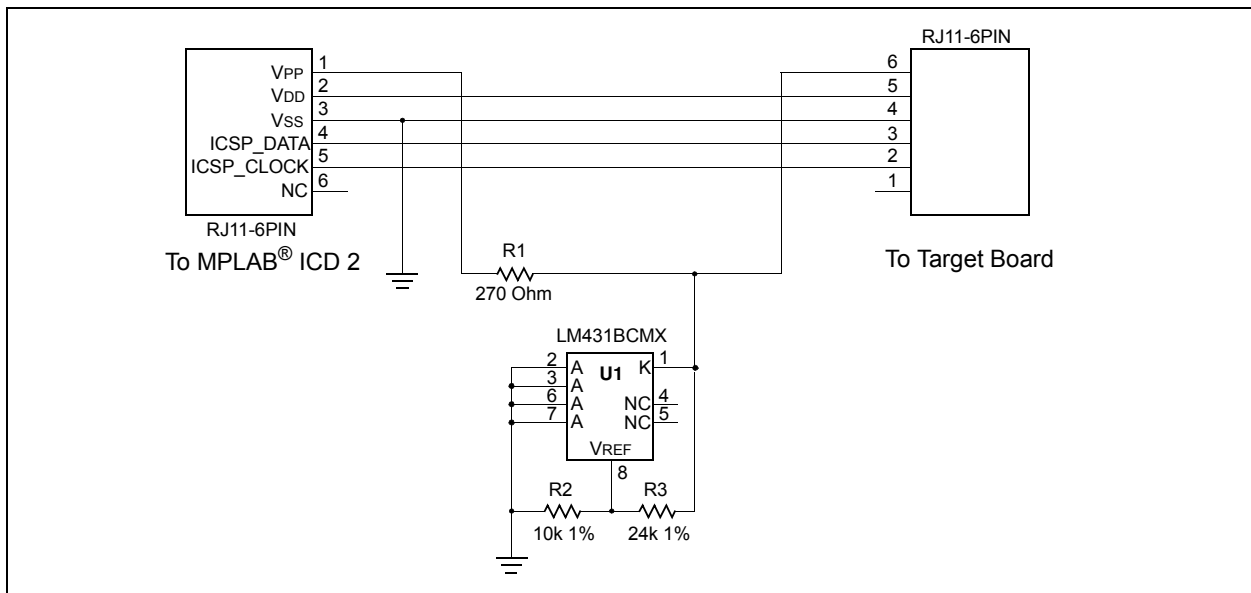 RJ11-6PIN
VPP 1
VDD 2
VSS 3
ICSP_DATA 4
ICSP_CLOCK 5
NC 6
RJ11-6PIN
To MPLAB® ICD 2
6
5
4
3
2
1
To Target Board
R1
270 Ohm
LM431BCMX
2 A U1 K 1
3 A
6 A NC 4
7 A NC 5
VREF
8
R2 R3
10k 1% 24k 1%